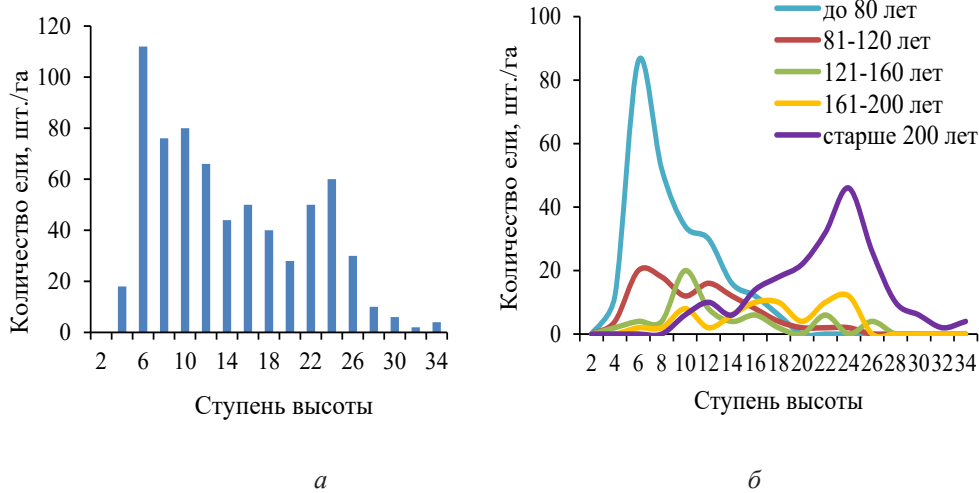 120
100
80
60
40
20
0
2 6 10 14 18 22 26 30 34
Количество ели, шт./га
Ступень высоты
а
100
80
60
40
20
0
2 4 6 8 10 12 14 16 18 20 22 24 26 28 30 32 34
Количество ели, шт./га
Ступень высоты
до 80 лет
81-120 лет
121-160 лет
161-200 лет
старше 200 лет
б